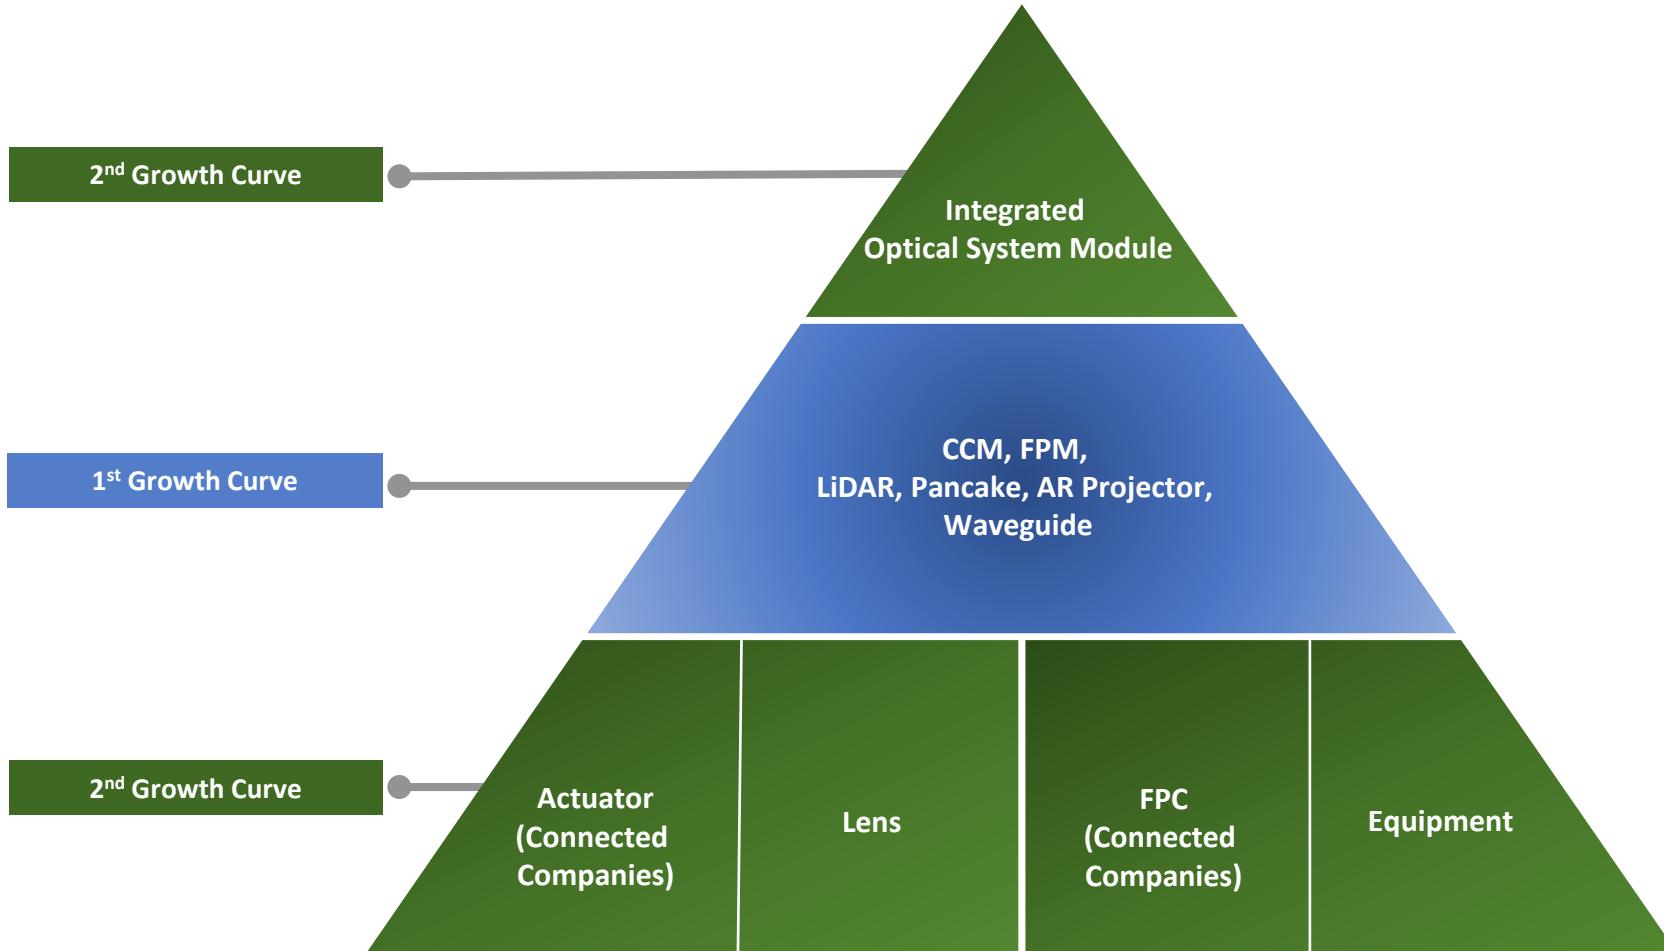 2nd Growth Curve
Integrated
Optical System Module
1st Growth Curve
CCM, FPM,
LiDAR, Pancake, AR Projector,
Waveguide
2nd Growth Curve
Actuator
(Connected
Companies)
Lens
FPC
(Connected
Companies)
Equipment